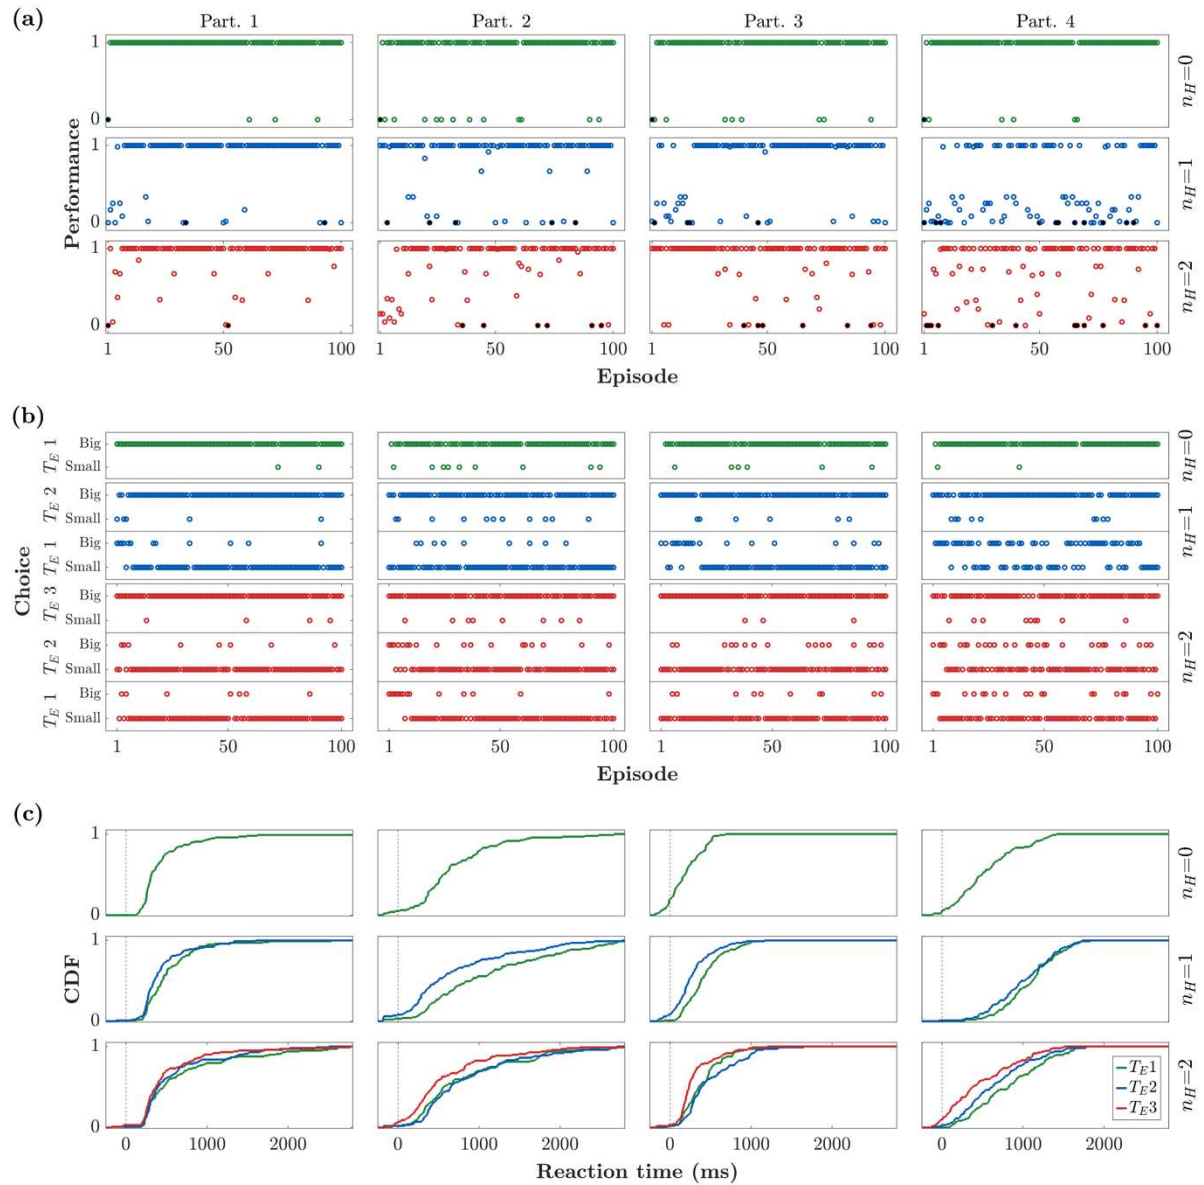 (a)
Part. 1 Part. 2 Part. 3 Part. 4
Performance
1
0
n_H=0
1
0
n_H=1
1
0
n_H=2
1 50 100 1 50 100 1 50 100 1 50 100
Episode
(b)
Choice
T_E 1 Big
Small
n_H=0
T_E 2 Big
Small
n_H=1
T_E 1 Big
Small
T_E 3 Big
Small
T_E 2 Big
n_H=2
Small
T_E 1 Big
Small
1 50 100 1 50 100 1 50 100 1 50 100
Episode
(c)
CDF
1
0
n_H=0
1
0
n_H=1
1
0
n_H=2
T_E1
T_E2
T_E3
0 1000 2000 0 1000 2000 0 1000 2000 0 1000 2000
Reaction time (ms)